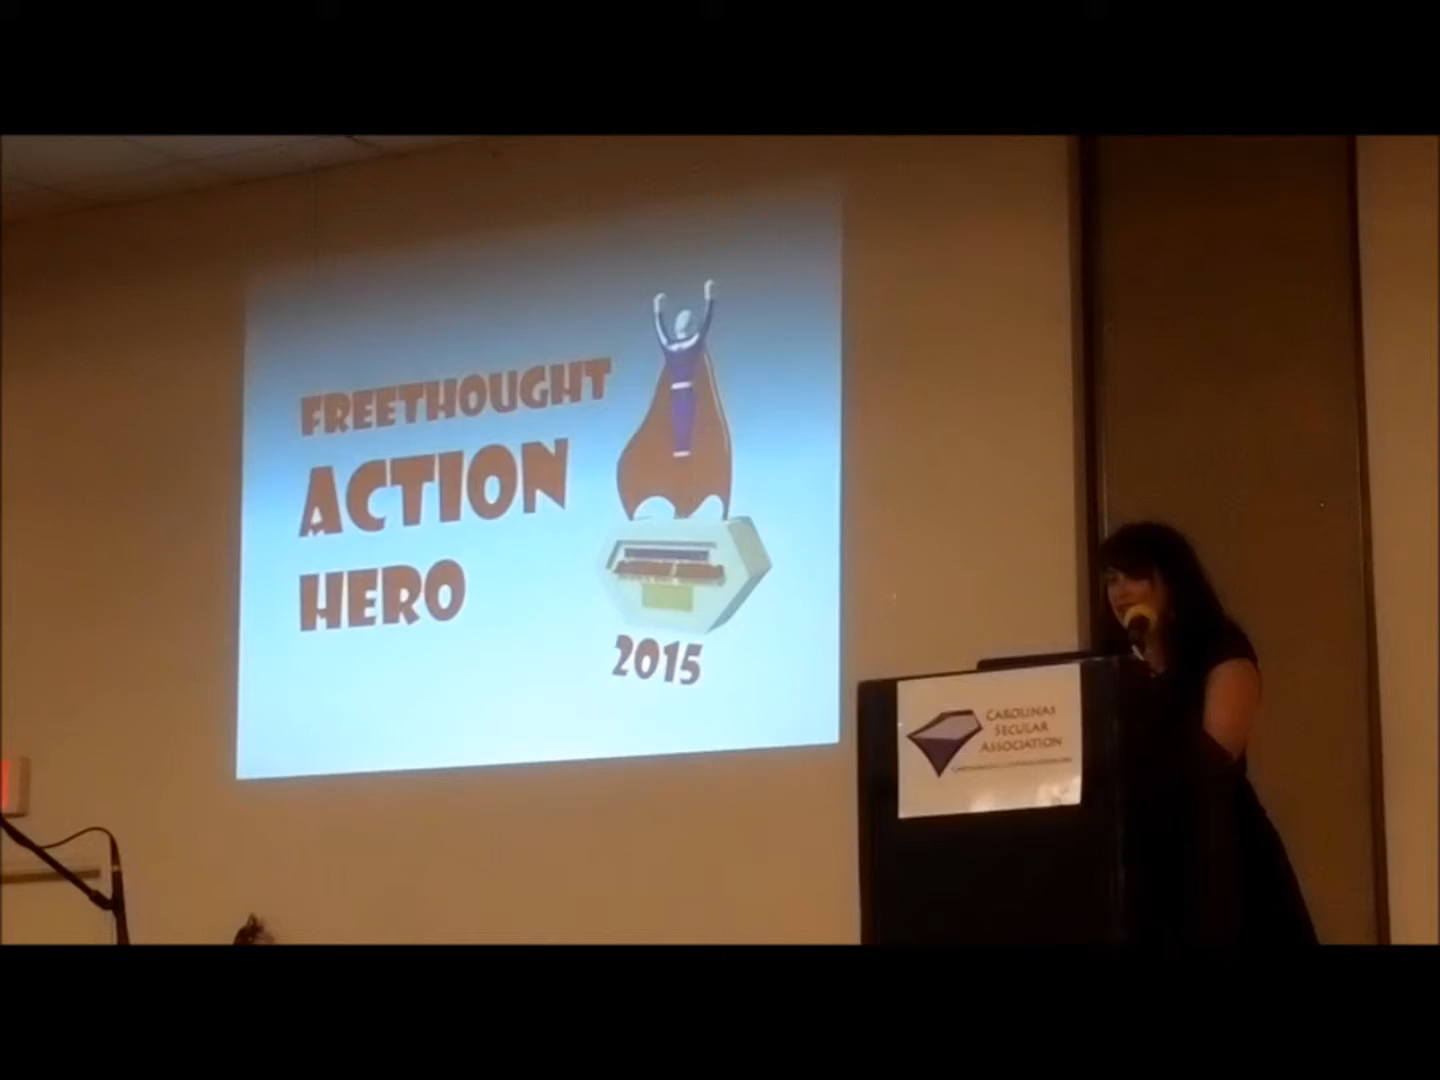 FREETHOUGHT
ACTION
HERO
2015
CAROLINAS
SECULAR
ASSOCIATION